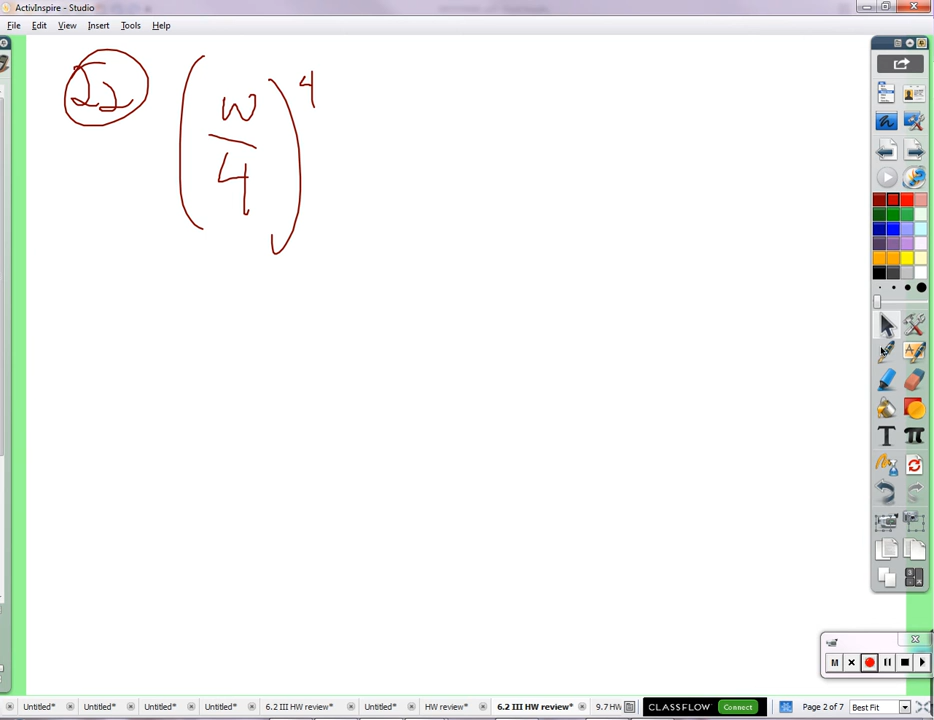 ActivInspire - Studio
File Edit View Insert Tools Help
22 (w/4)^4
M
Untitled* Untitled* Untitled* Untitled* 6.2 III HW review* Untitled* HW review* 6.2 III HW review* 9.7 HW
CLASSFLOW Connect
Page 2 of 7 Best Fit